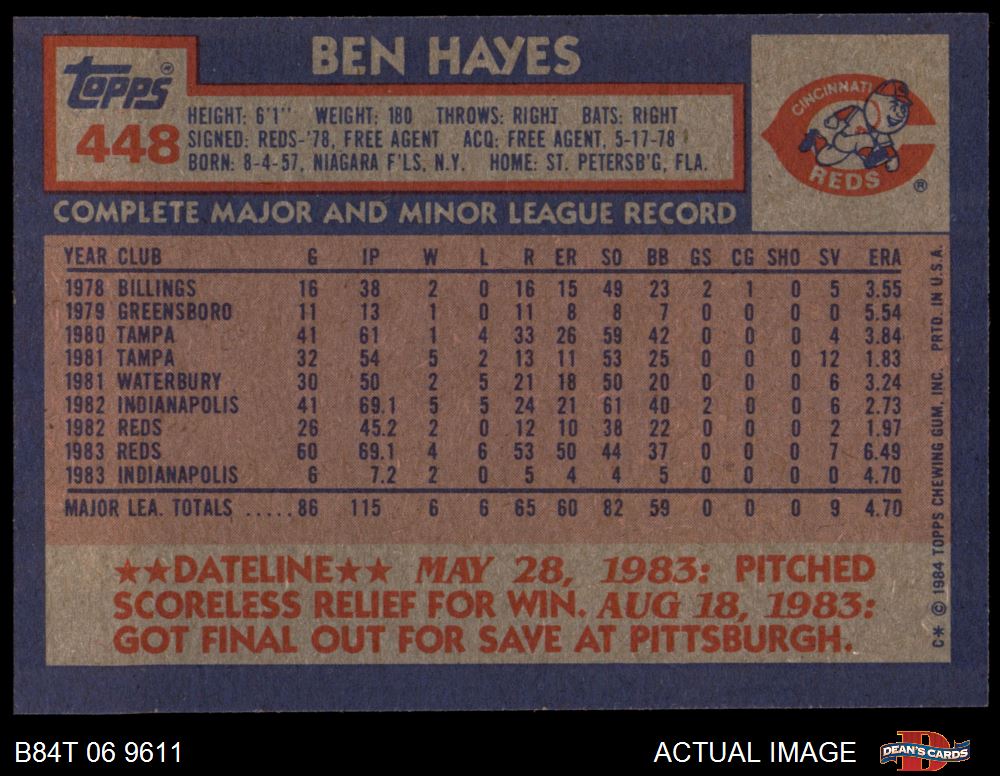 BEN HAYES
Topps®
448
HEIGHT: 6'1'' WEIGHT: 180 THROWS: RIGHT BATS: RIGHT
SIGNED: REDS-'78, FREE AGENT ACQ: FREE AGENT, 5-17-78
BORN: 8-4-57, NIAGARA F'LS, N.Y. HOME: ST. PETERSB'G, FLA.
CINCINNATI
REDS ®
COMPLETE MAJOR AND MINOR LEAGUE RECORD
YEAR CLUB G IP W L R ER SO BB GS CG SHO SV ERA
1978 BILLINGS 16 38 2 0 16 15 49 23 2 1 0 5 3.55
1979 GREENSBORO 11 13 1 0 11 8 8 7 0 0 0 0 5.54
1980 TAMPA 41 61 1 4 33 26 59 42 0 0 0 4 3.84
1981 TAMPA 32 54 5 2 13 11 53 25 0 0 0 12 1.83
1981 WATERBURY 30 50 2 5 21 18 50 20 0 0 0 6 3.24
1982 INDIANAPOLIS 41 69.1 5 5 24 21 61 40 2 0 0 6 2.73
1982 REDS 26 45.2 2 0 12 10 38 22 0 0 0 2 1.97
1983 REDS 60 69.1 4 6 53 50 44 37 0 0 0 7 6.49
1983 INDIANAPOLIS 6 7.2 2 0 5 4 4 5 0 0 0 0 4.70
MAJOR LEA. TOTALS ..... 86 115 6 6 65 60 82 59 0 0 0 9 4.70
★★DATELINE★★ MAY 28, 1983: PITCHED
SCORELESS RELIEF FOR WIN. AUG 18, 1983:
GOT FINAL OUT FOR SAVE AT PITTSBURGH.
C* © 1984 TOPPS CHEWING GUM, INC. PRTD. IN U.S.A.
B84T 06 9611
ACTUAL IMAGE
D
DEAN'S CARDS